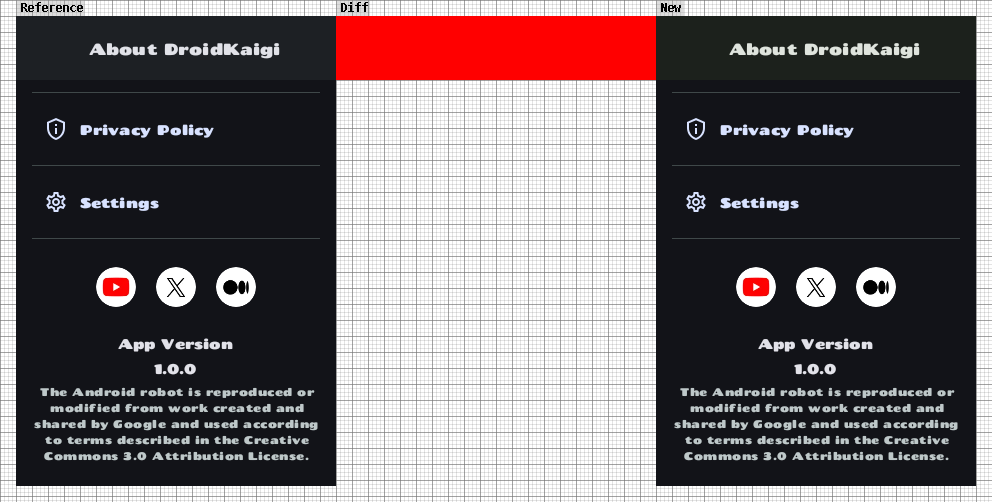 Reference
Diff
New
About DroidKaigi
Privacy Policy
Settings
App Version
1.0.0
The Android robot is reproduced or
modified from work created and
shared by Google and used according
to terms described in the Creative
Commons 3.0 Attribution License.
About DroidKaigi
Privacy Policy
Settings
App Version
1.0.0
The Android robot is reproduced or
modified from work created and
shared by Google and used according
to terms described in the Creative
Commons 3.0 Attribution License.